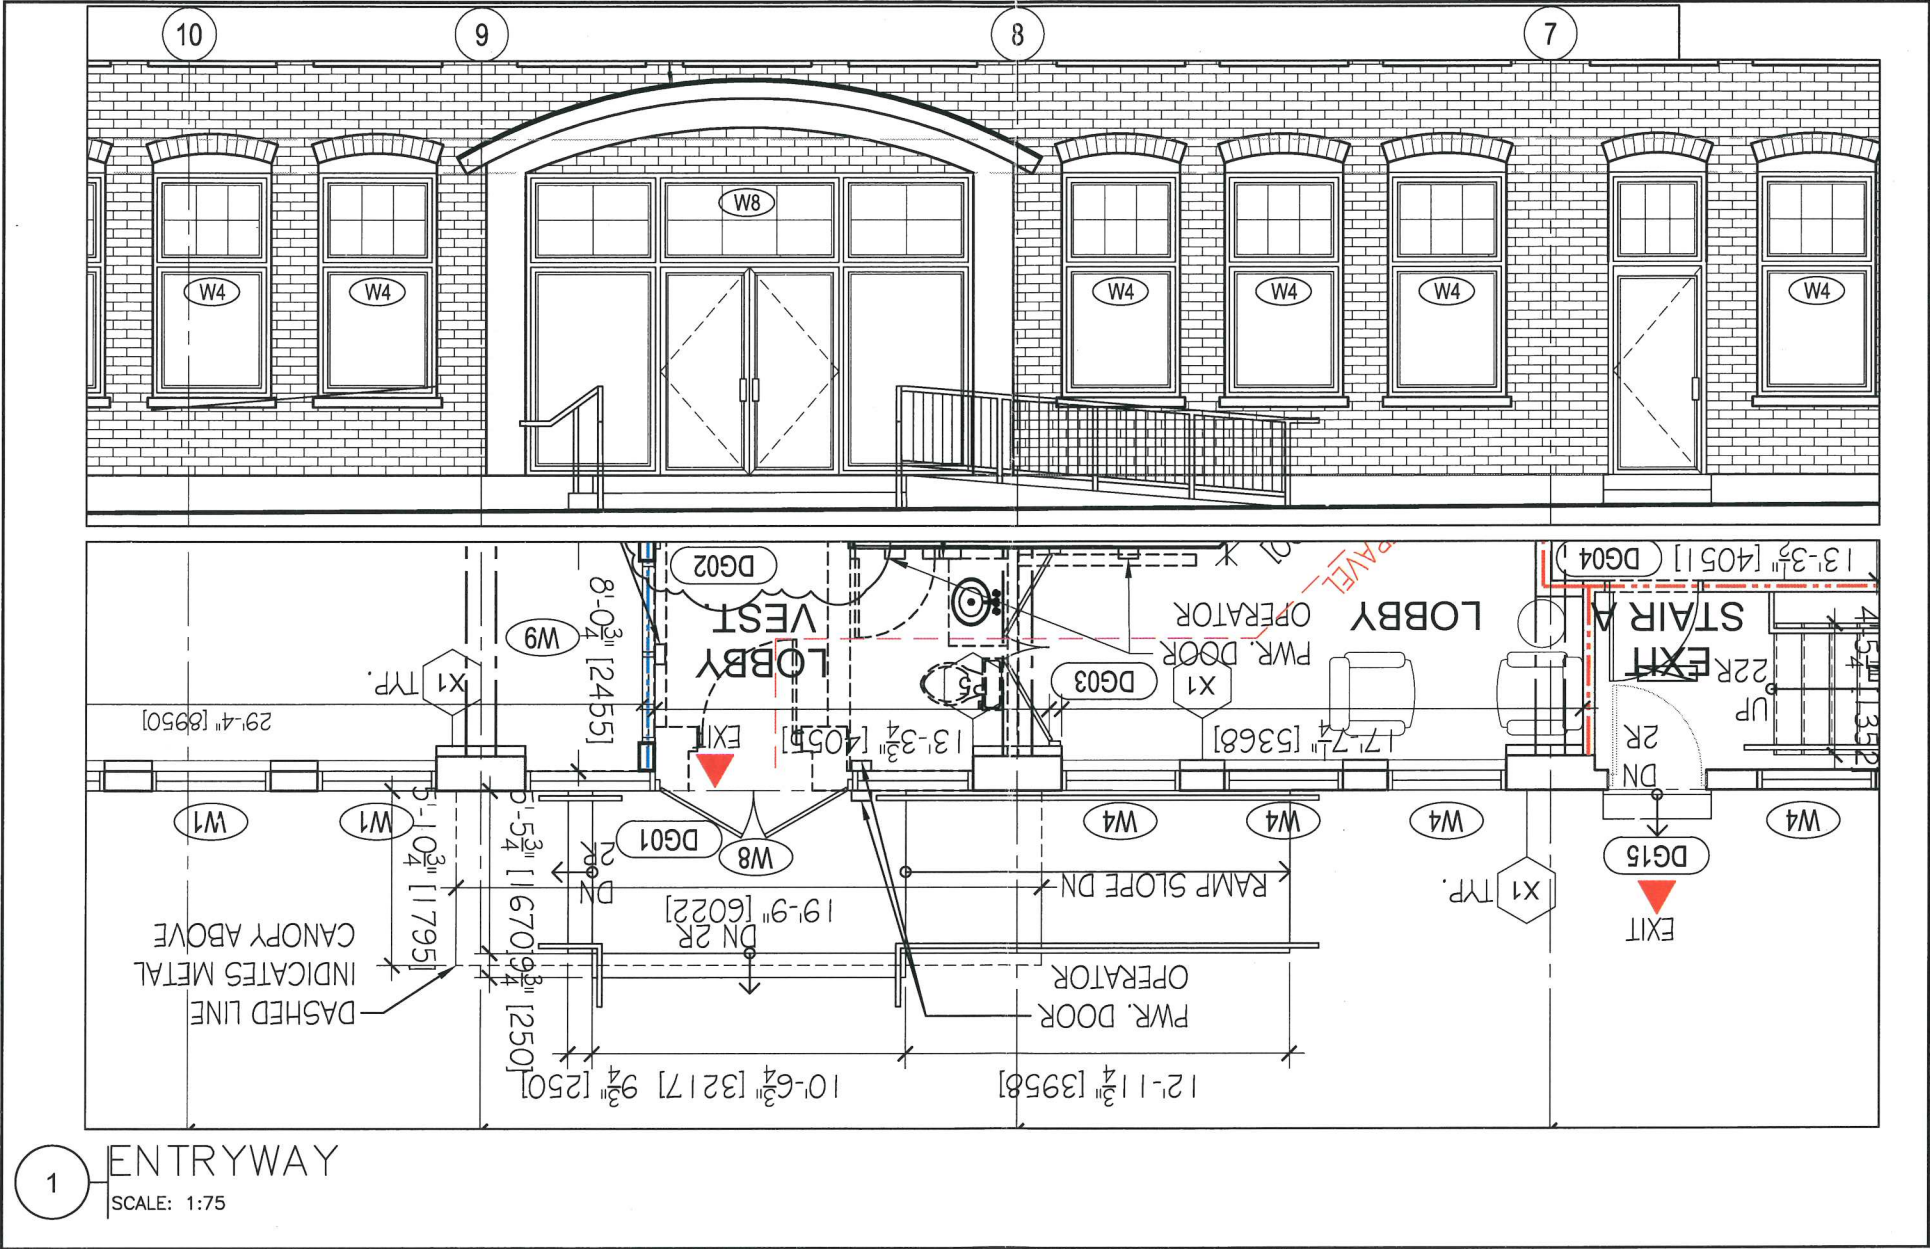 10
9
8
7
W8
W4
W4
W4
W4
W4
W4
DG02
DG04
13'-3½" [4051]
TRAVEL
8'-0¾" [2455]
LOBBY
VEST.
PWR. DOOR
OPERATOR
LOBBY
EXIT
STAIR A
W9
X1
TYP.
DG03
X1
UP
22R
29'-4" [8950]
EXIT
13'-3¾"
17'-7¼" [5368]
DN
2R
W1
W1
DG01
W8
W4
W4
W4
W4
DG15
EXIT
X1
TYP.
5'-10¾" [1795]
5'-5¾" [1670]
9¾" [250]
DN
2R
19'-9" [6022]
DN 2R
RAMP SLOPE DN
DASHED LINE
INDICATES METAL
CANOPY ABOVE
PWR. DOOR
OPERATOR
9¾" [250]
10'-6¾" [3217]
12'-11¾" [3958]
1
ENTRYWAY
SCALE: 1:75